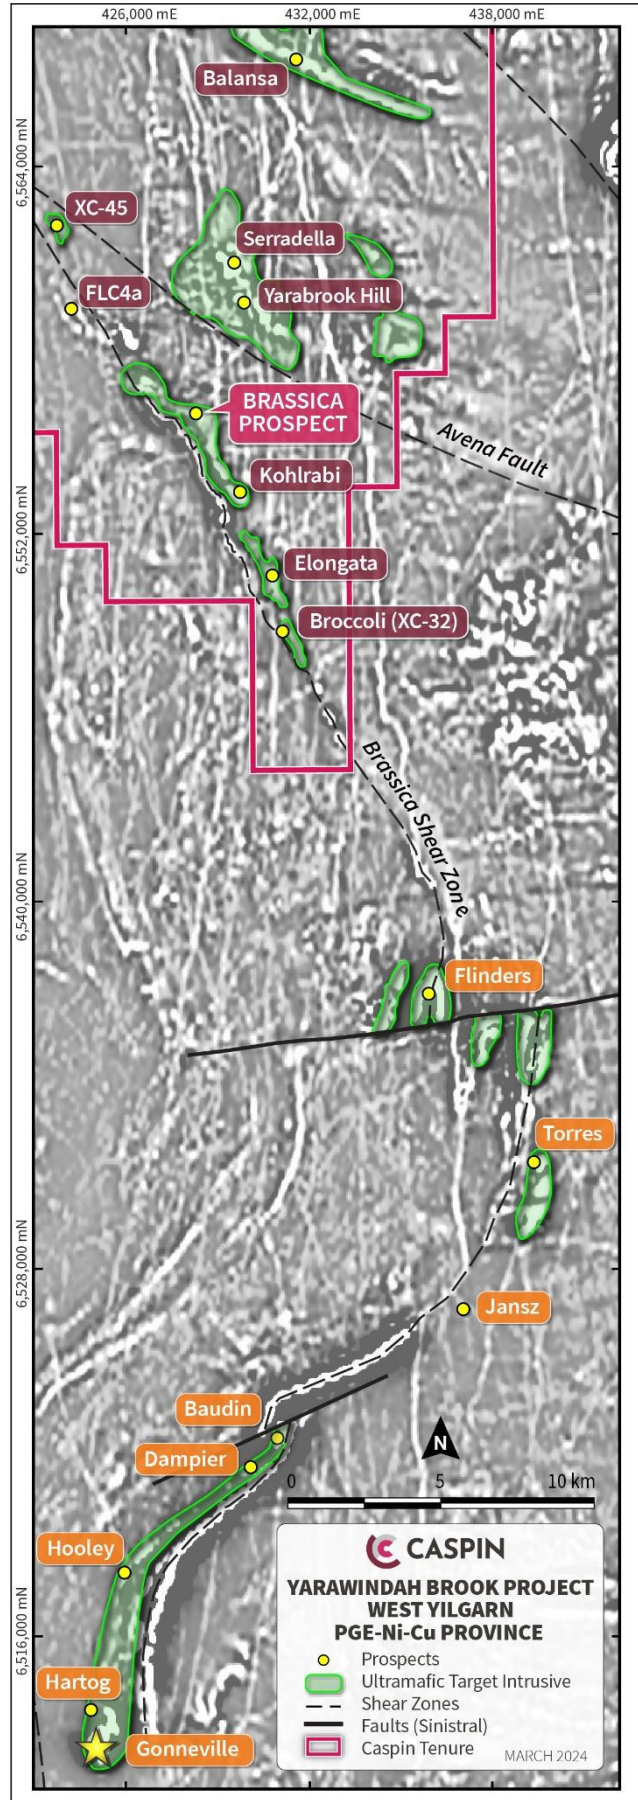 426,000 mE
432,000 mE
438,000 mE
Balansa
6,564,000 mN
XC-45
Serradella
FLC4a
Yarabrook Hill
BRASSICA
PROSPECT
Avena Fault
Kohlrabi
6,552,000 mN
Elongata
Broccoli (XC-32)
Brassica Shear Zone
6,540,000 mN
Flinders
Torres
6,528,000 mN
Jansz
Baudin
Dampier
N
0
5
10 km
Hooley
6,516,000 mN
Hartog
Gonneville
CASPIN
YARAWINDAH BROOK PROJECT
WEST YILGARN
PGE-Ni-Cu PROVINCE
Prospects
Ultramafic Target Intrusive
Shear Zones
Faults (Sinistral)
Caspin Tenure
MARCH 2024